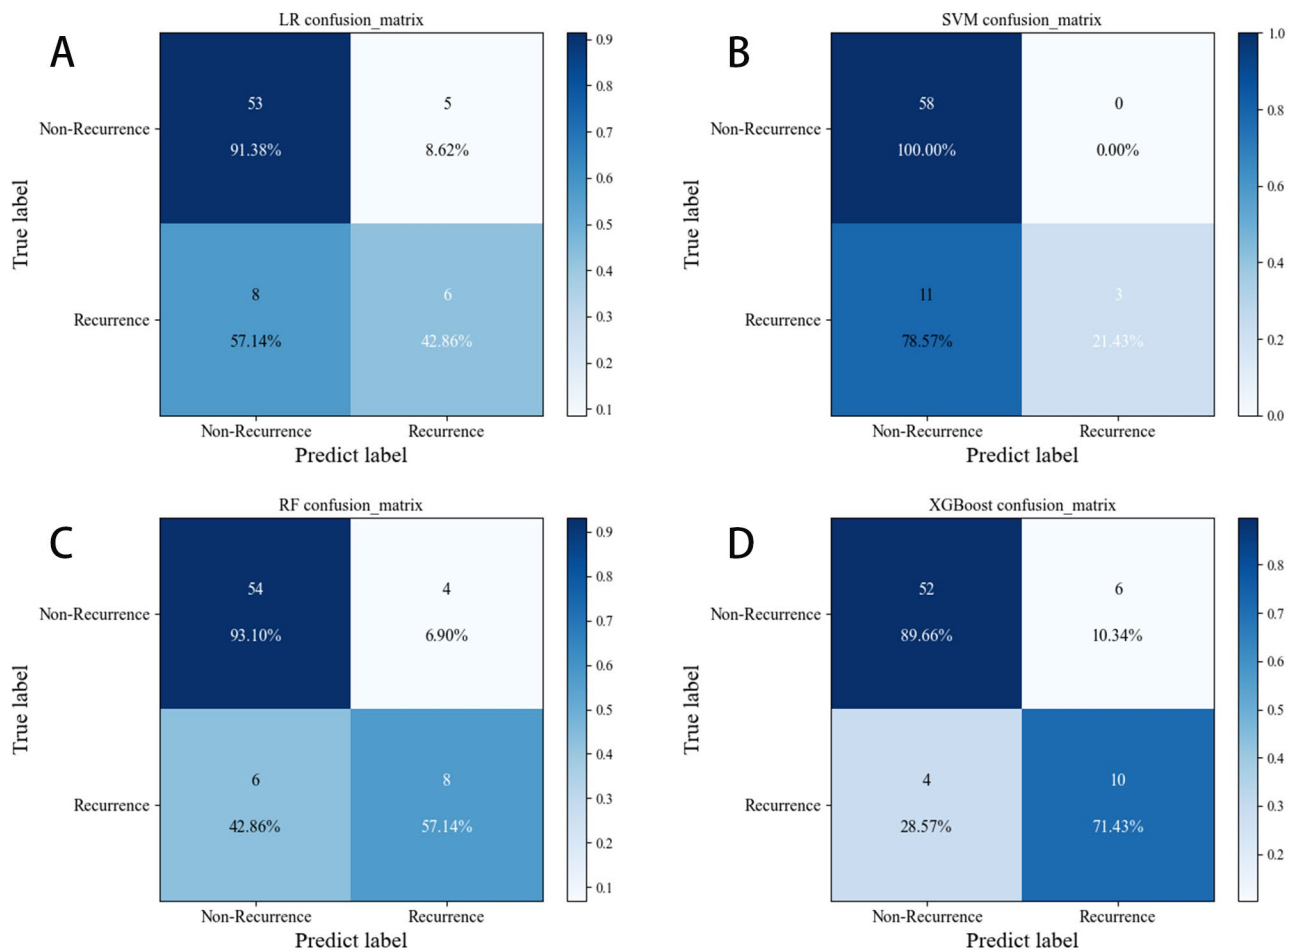 A
LR confusion_matrix
True label
Non-Recurrence
Recurrence
53
5
91.38%
8.62%
8
6
57.14%
42.86%
Non-Recurrence
Recurrence
Predict label
0.9
0.8
0.7
0.6
0.5
0.4
0.3
0.2
0.1
B
SVM confusion_matrix
True label
Non-Recurrence
Recurrence
58
0
100.00%
0.00%
11
3
78.57%
21.43%
Non-Recurrence
Recurrence
Predict label
1.0
0.8
0.6
0.4
0.2
0.0
C
RF confusion_matrix
True label
Non-Recurrence
Recurrence
54
4
93.10%
6.90%
6
8
42.86%
57.14%
Non-Recurrence
Recurrence
Predict label
0.9
0.8
0.7
0.6
0.5
0.4
0.3
0.2
0.1
D
XGBoost confusion_matrix
True label
Non-Recurrence
Recurrence
52
6
89.66%
10.34%
4
10
28.57%
71.43%
Non-Recurrence
Recurrence
Predict label
0.8
0.7
0.6
0.5
0.4
0.3
0.2